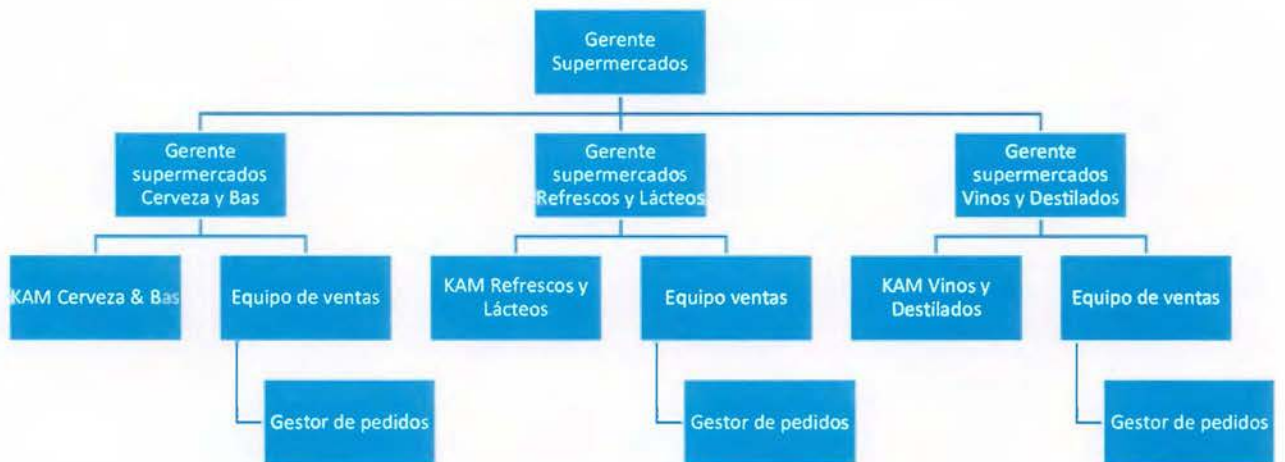 Gerente
Supermercados
Gerente
supermercados
Cerveza y Bas
Gerente
supermercados
Refrescos y Lácteos
Gerente
supermercados
Vinos y Destilados
KAM Cerveza & Bas
Equipo de ventas
KAM Refrescos y
Lácteos
Equipo ventas
KAM Vinos y
Destilados
Equipo de ventas
Gestor de pedidos
Gestor de pedidos
Gestor de pedidos